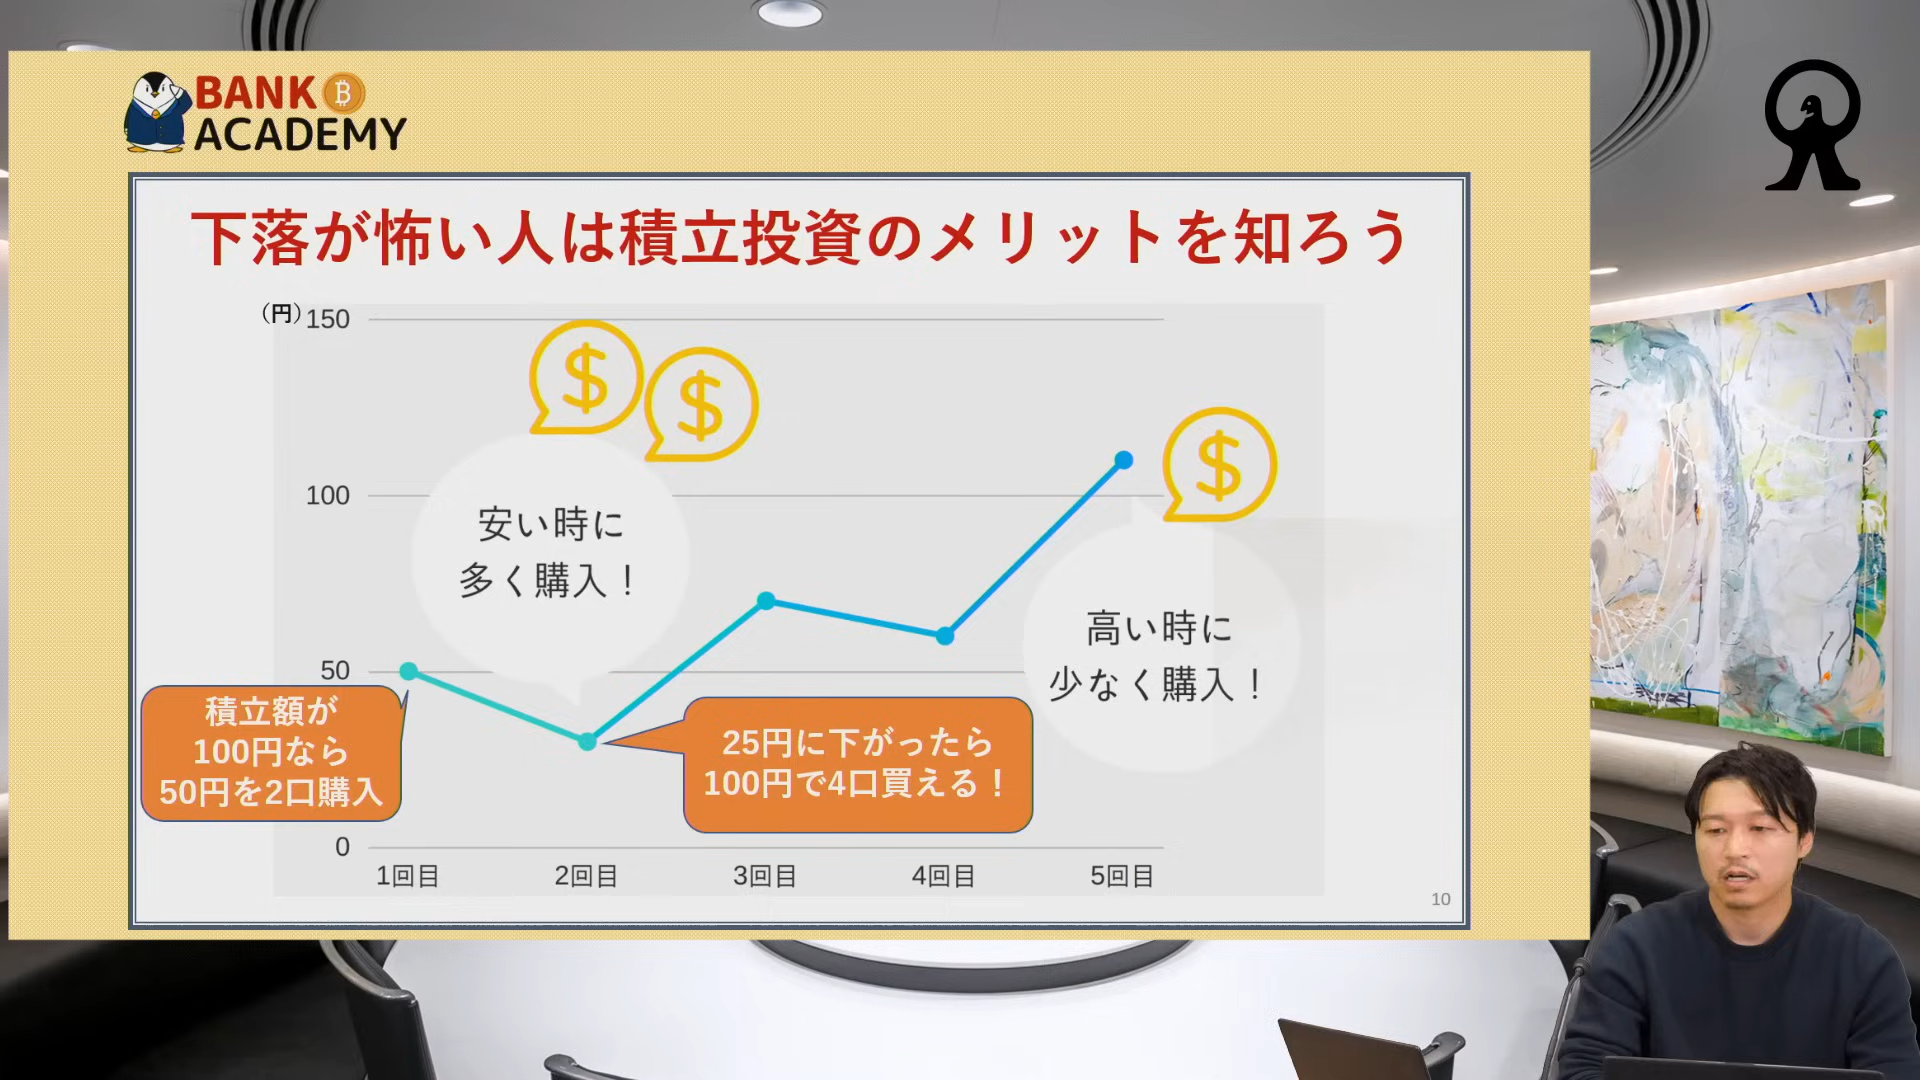 BANK
ACADEMY
下落が怖い人は積立投資のメリットを知ろう
（円）
150
100
50
0
安い時に
多く購入！
高い時に
少なく購入！
積立額が
100円なら
50円を2口購入
25円に下がったら
100円で4口買える！
1回目 2回目 3回目 4回目 5回目
10